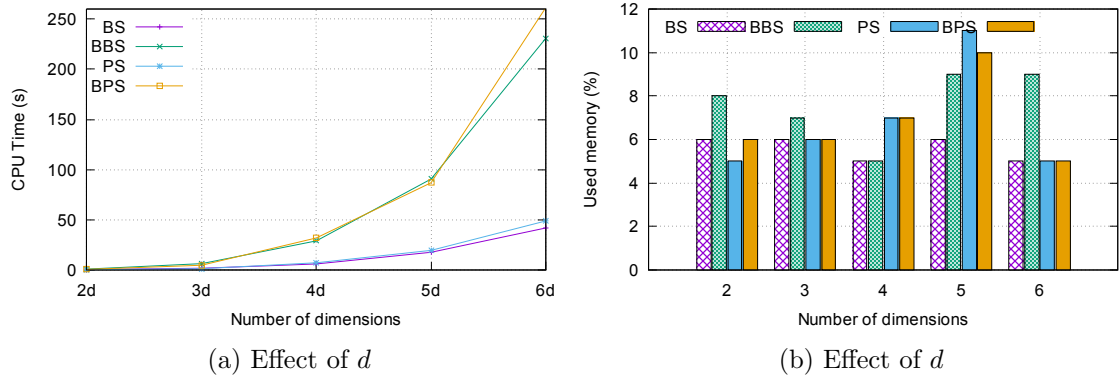 CPU Time (s)
250
200
150
100
50
0
2d 3d 4d 5d 6d
Number of dimensions
BS
BBS
PS
BPS
(a) Effect of d
Used memory (%)
12
10
8
6
4
2
0
2 3 4 5 6
Number of dimensions
BS BBS PS BPS
(b) Effect of d